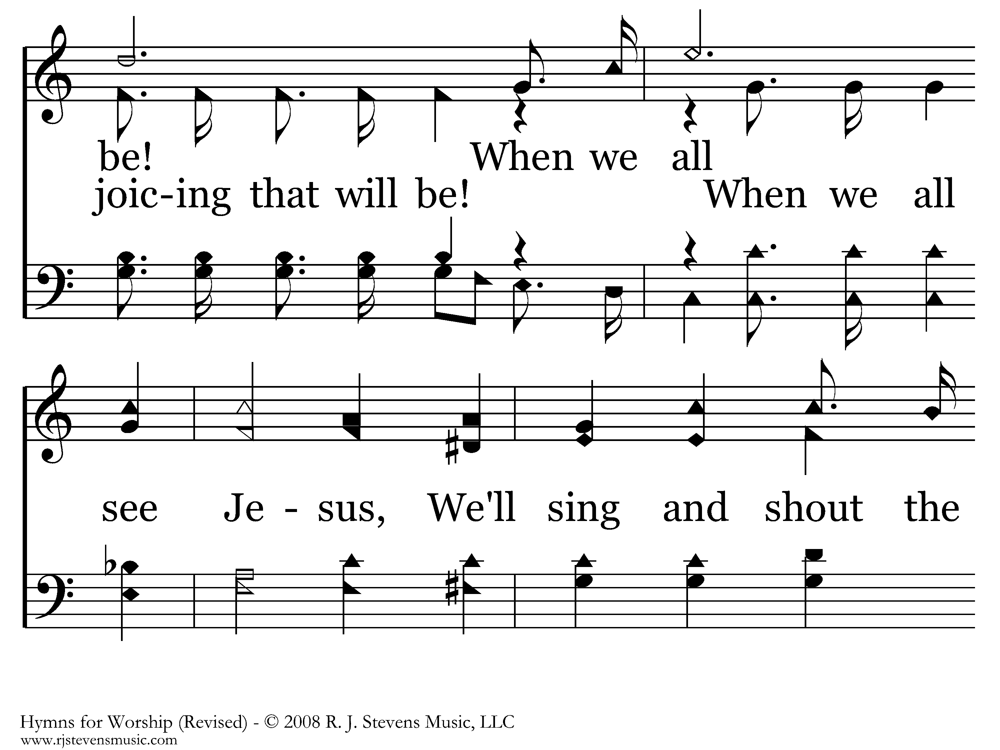 be! When we all
joic-ing that will be! When we all
see Je - sus, We'll sing and shout the
Hymns for Worship (Revised) - © 2008 R. J. Stevens Music, LLC
www.rjstevensmusic.com